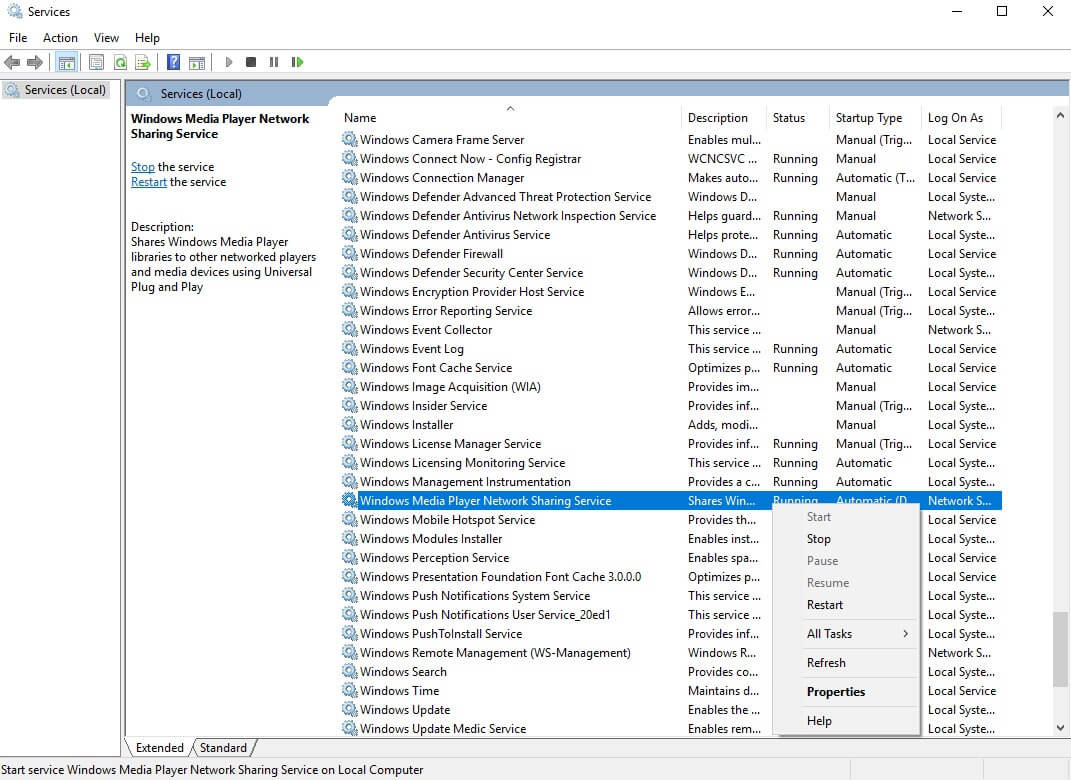 Services
File Action View Help
Services (Local)
Services (Local)
Windows Media Player Network
Sharing Service
Stop the service
Restart the service
Description:
Shares Windows Media Player
libraries to other networked players
and media devices using Universal
Plug and Play
Name Description Status Startup Type Log On As
Windows Camera Frame Server Enables mul... Manual (Trig... Local Service
Windows Connect Now - Config Registrar WCNCSVC ... Running Manual Local Service
Windows Connection Manager Makes auto... Running Automatic (T... Local Service
Windows Defender Advanced Threat Protection Service Windows D... Manual Local Syste...
Windows Defender Antivirus Network Inspection Service Helps guard... Running Manual Network S...
Windows Defender Antivirus Service Helps prote... Running Automatic Local Syste...
Windows Defender Firewall Windows D... Running Automatic Local Service
Windows Defender Security Center Service Windows D... Running Automatic Local Syste...
Windows Encryption Provider Host Service Windows E... Manual (Trig... Local Service
Windows Error Reporting Service Allows error... Manual (Trig... Local Syste...
Windows Event Collector This service ... Manual Network S...
Windows Event Log This service ... Running Automatic Local Service
Windows Font Cache Service Optimizes p... Running Automatic Local Service
Windows Image Acquisition (WIA) Provides im... Manual Local Service
Windows Insider Service Provides inf... Manual (Trig... Local Syste...
Windows Installer Adds, modi... Manual Local Syste...
Windows License Manager Service Provides inf... Running Manual (Trig... Local Service
Windows Licensing Monitoring Service This service ... Running Automatic Local Syste...
Windows Management Instrumentation Provides a c... Running Automatic Local Syste...
Windows Media Player Network Sharing Service Shares Win... Running Automatic (D... Network S...
Windows Mobile Hotspot Service Provides th... Local Service
Windows Modules Installer Enables inst... Local Syste...
Windows Perception Service Enables spa... Local Service
Windows Presentation Foundation Font Cache 3.0.0.0 Optimizes p... Local Service
Windows Push Notifications System Service This service ... Local Syste...
Windows Push Notifications User Service_20ed1 This service ... Local Syste...
Windows PushToInstall Service Provides inf... Local Syste...
Windows Remote Management (WS-Management) Windows R... Network S...
Windows Search Provides co... Local Syste...
Windows Time Maintains d... Local Service
Windows Update Enables the ... Local Syste...
Windows Update Medic Service Enables rem... Local Syste...
Start
Stop
Pause
Resume
Restart
All Tasks
Refresh
Properties
Help
Extended Standard
Start service Windows Media Player Network Sharing Service on Local Computer